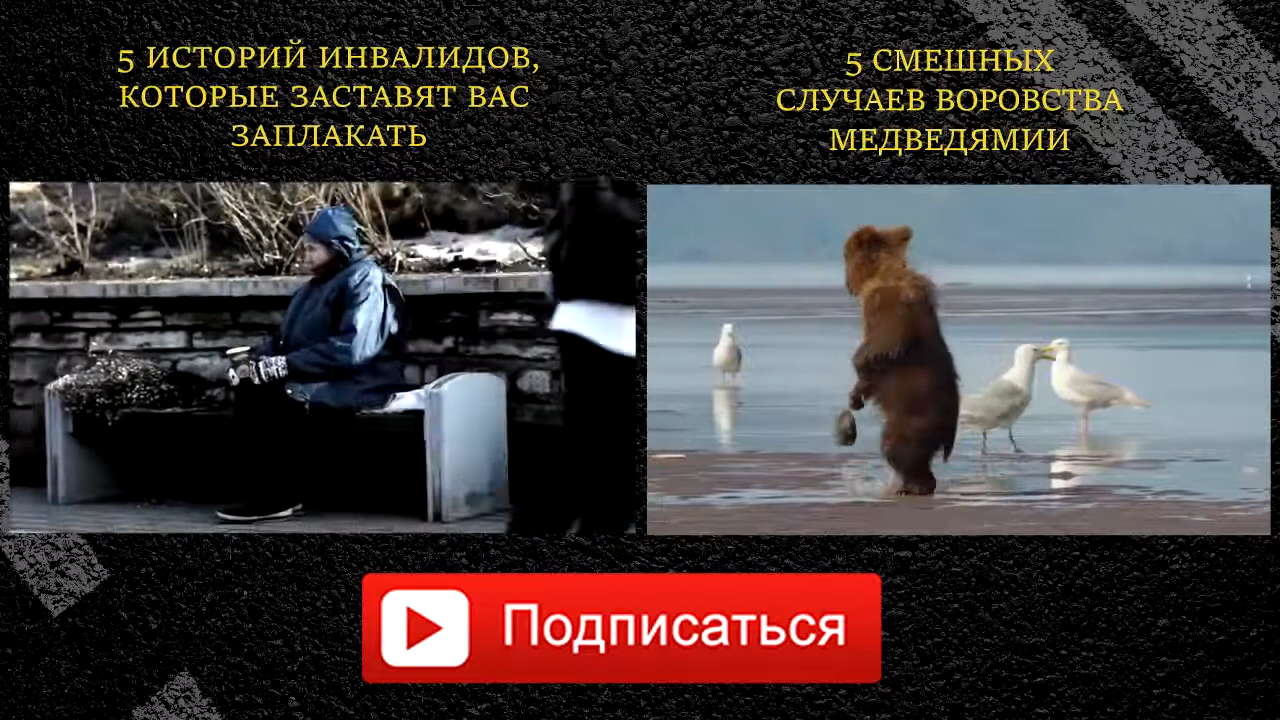 5 ИСТОРИЙ ИНВАЛИДОВ,
КОТОРЫЕ ЗАСТАВЯТ ВАС
ЗАПЛАКАТЬ
5 СМЕШНЫХ
СЛУЧАЕВ ВОРОВСТВА
МЕДВЕДЯМИИ
Подписаться